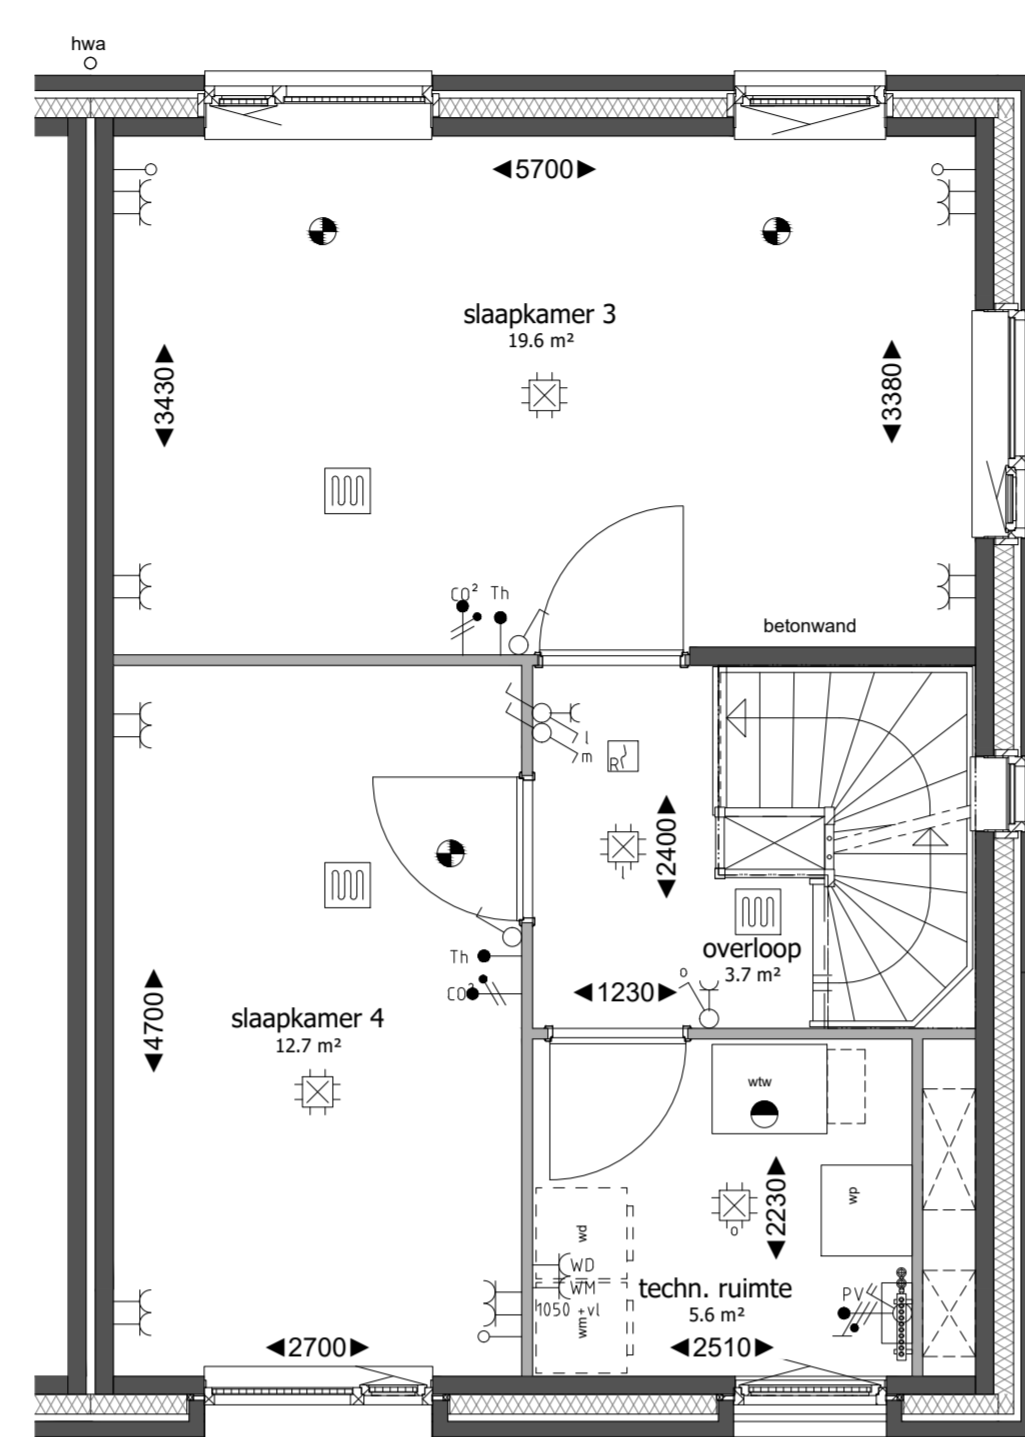 hwa
5700
slaapkamer 3
19.6 m²
3430
3380
CO² Th
betonwand
l
m
R
2400
l
overloop
3.7 m²
o
1230
Th
CO²
4700
slaapkamer 4
12.7 m²
wtw
wp
2230
o
wd
WD
WM
1050 +vl
wm
techn. ruimte
5.6 m²
PV
2700
2510